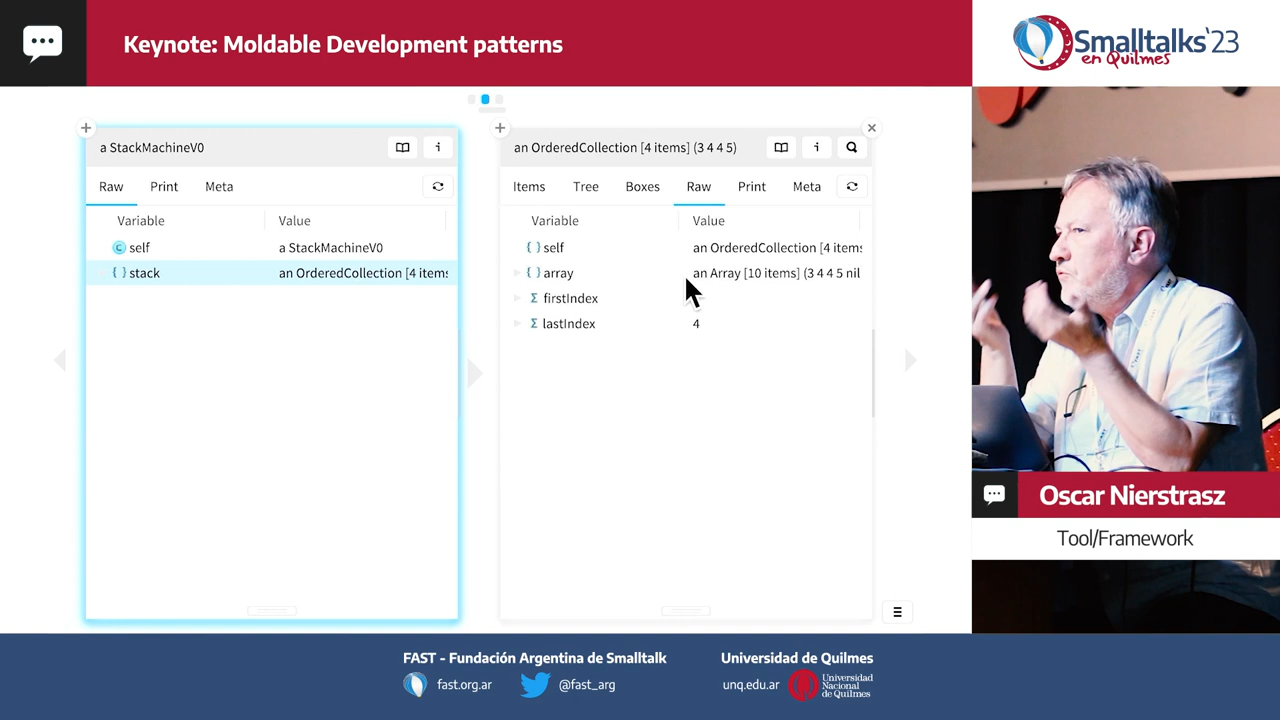 Keynote: Moldable Development patterns
Smalltalks'23
en Quilmes
a StackMachineV0
Raw Print Meta
Variable Value
self a StackMachineV0
stack an OrderedCollection [4 items
an OrderedCollection [4 items] (3 4 4 5)
Items Tree Boxes Raw Print Meta
Variable Value
self an OrderedCollection [4 items
array an Array [10 items] (3 4 4 5 nil
firstIndex
lastIndex 4
Oscar Nierstrasz
Tool/Framework
FAST - Fundación Argentina de Smalltalk
fast.org.ar @fast_arg
Universidad de Quilmes
unq.edu.ar
Universidad
Nacional
de Quilmes